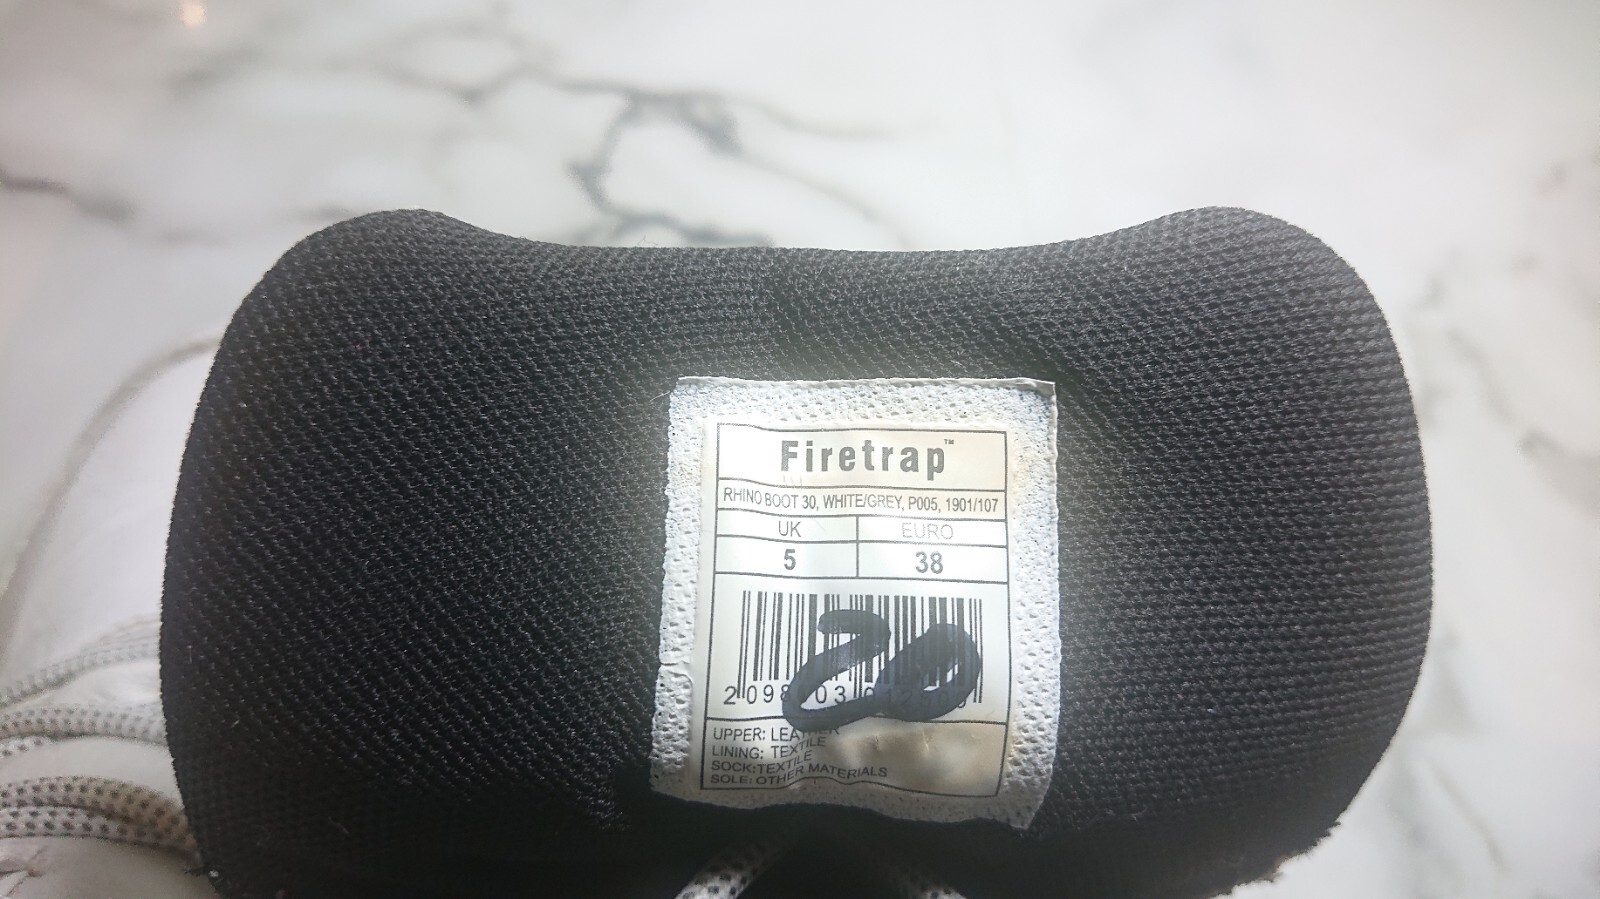 Firetrap™
RHINO BOOT 30, WHITE/GREY, P005, 1901/107
UK EURO
5 38
20
UPPER: LEATHER
LINING: TEXTILE
SOCK:TEXTILE
SOLE: OTHER MATERIALS